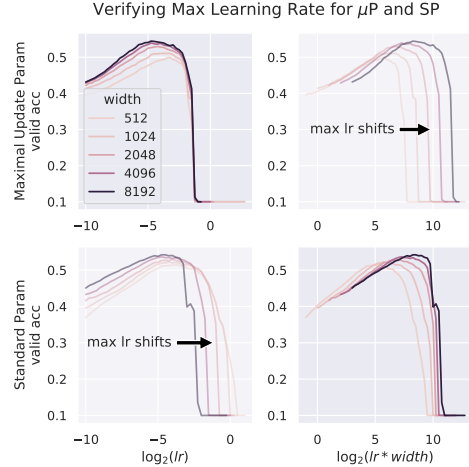 Verifying Max Learning Rate for μP and SP
Maximal Update Param
valid acc
0.5
0.4
0.3
0.2
0.1
width
512
1024
2048
4096
8192
−10
−5
0
max lr shifts
0
5
10
Standard Param
valid acc
0.5
0.4
0.3
0.2
0.1
max lr shifts
−10
−5
0
log₂(lr)
0
5
10
log₂(lr * width)